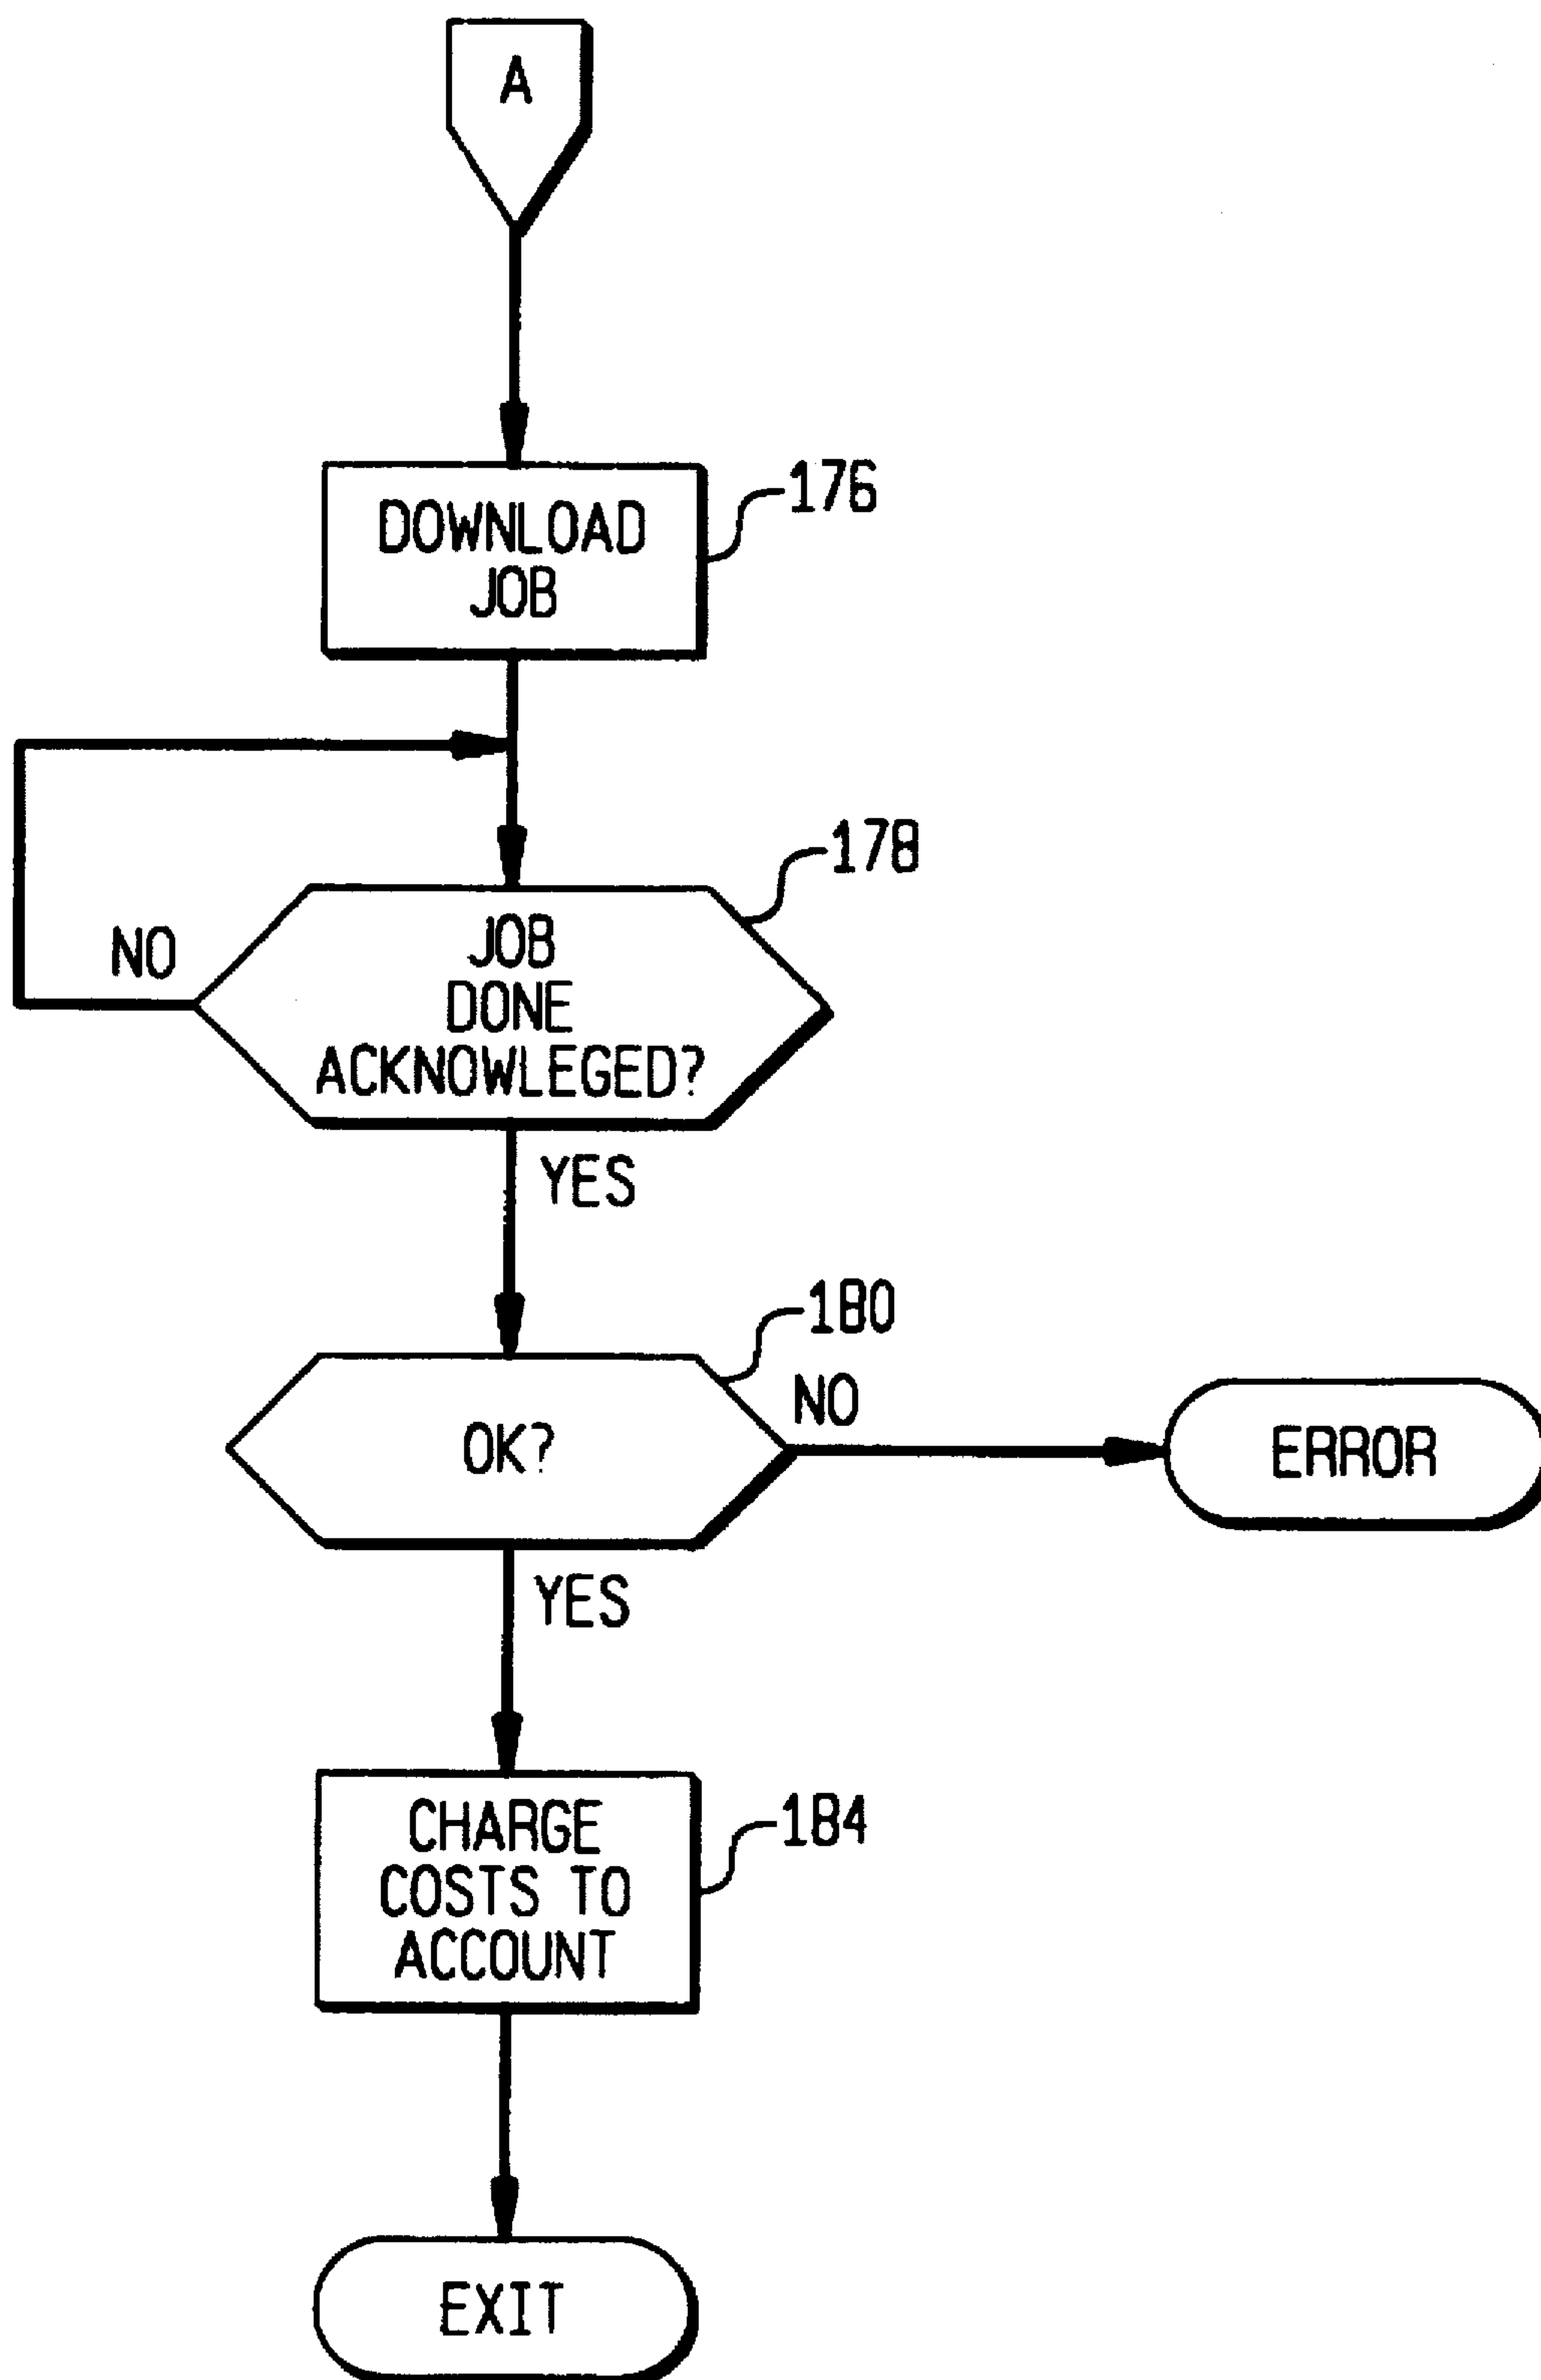 A
DOWNLOAD
JOB
176
178
NO
JOB
DONE
ACKNOWLEGED?
YES
180
NO
OK?
ERROR
YES
CHARGE
COSTS TO
ACCOUNT
184
EXIT